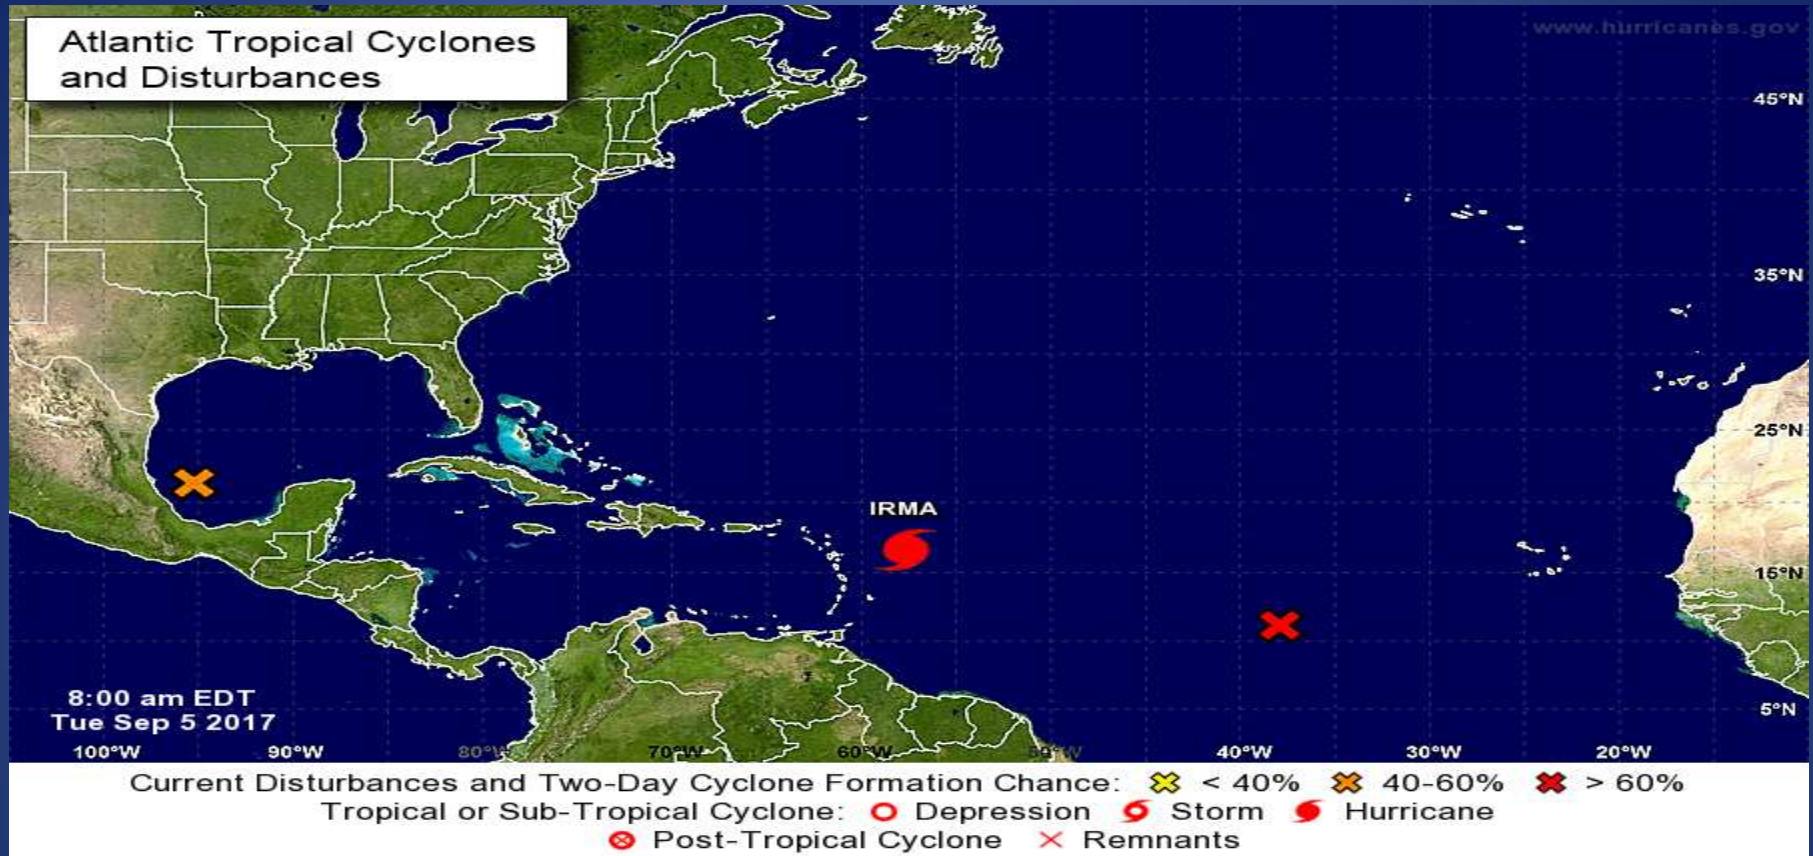 Atlantic Tropical Cyclones
and Disturbances
www.hurricanes.gov
45°N
35°N
25°N
IRMA
15°N
8:00 am EDT
5°N
Tue Sep 5 2017
100°W 90°W 80°W 70°W 60°W 50°W 40°W 30°W 20°W
Current Disturbances and Two-Day Cyclone Formation Chance: < 40% 40-60% > 60%
Tropical or Sub-Tropical Cyclone: Depression Storm Hurricane
Post-Tropical Cyclone Remnants